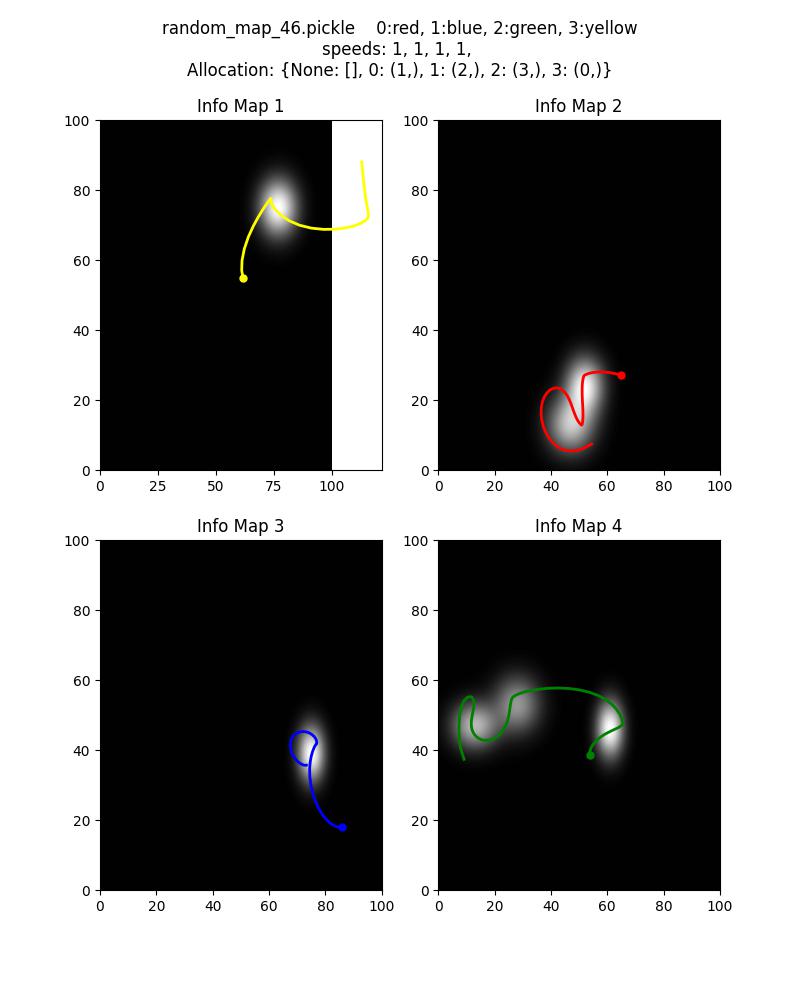 random_map_46.pickle    0:red, 1:blue, 2:green, 3:yellow
speeds: 1, 1, 1, 1,
Allocation: {None: [], 0: (1,), 1: (2,), 2: (3,), 3: (0,)}
Info Map 1
100
80
60
40
20
0
0 25 50 75 100
Info Map 2
100
80
60
40
20
0
0 20 40 60 80 100
Info Map 3
100
80
60
40
20
0
0 20 40 60 80 100
Info Map 4
100
80
60
40
20
0
0 20 40 60 80 100